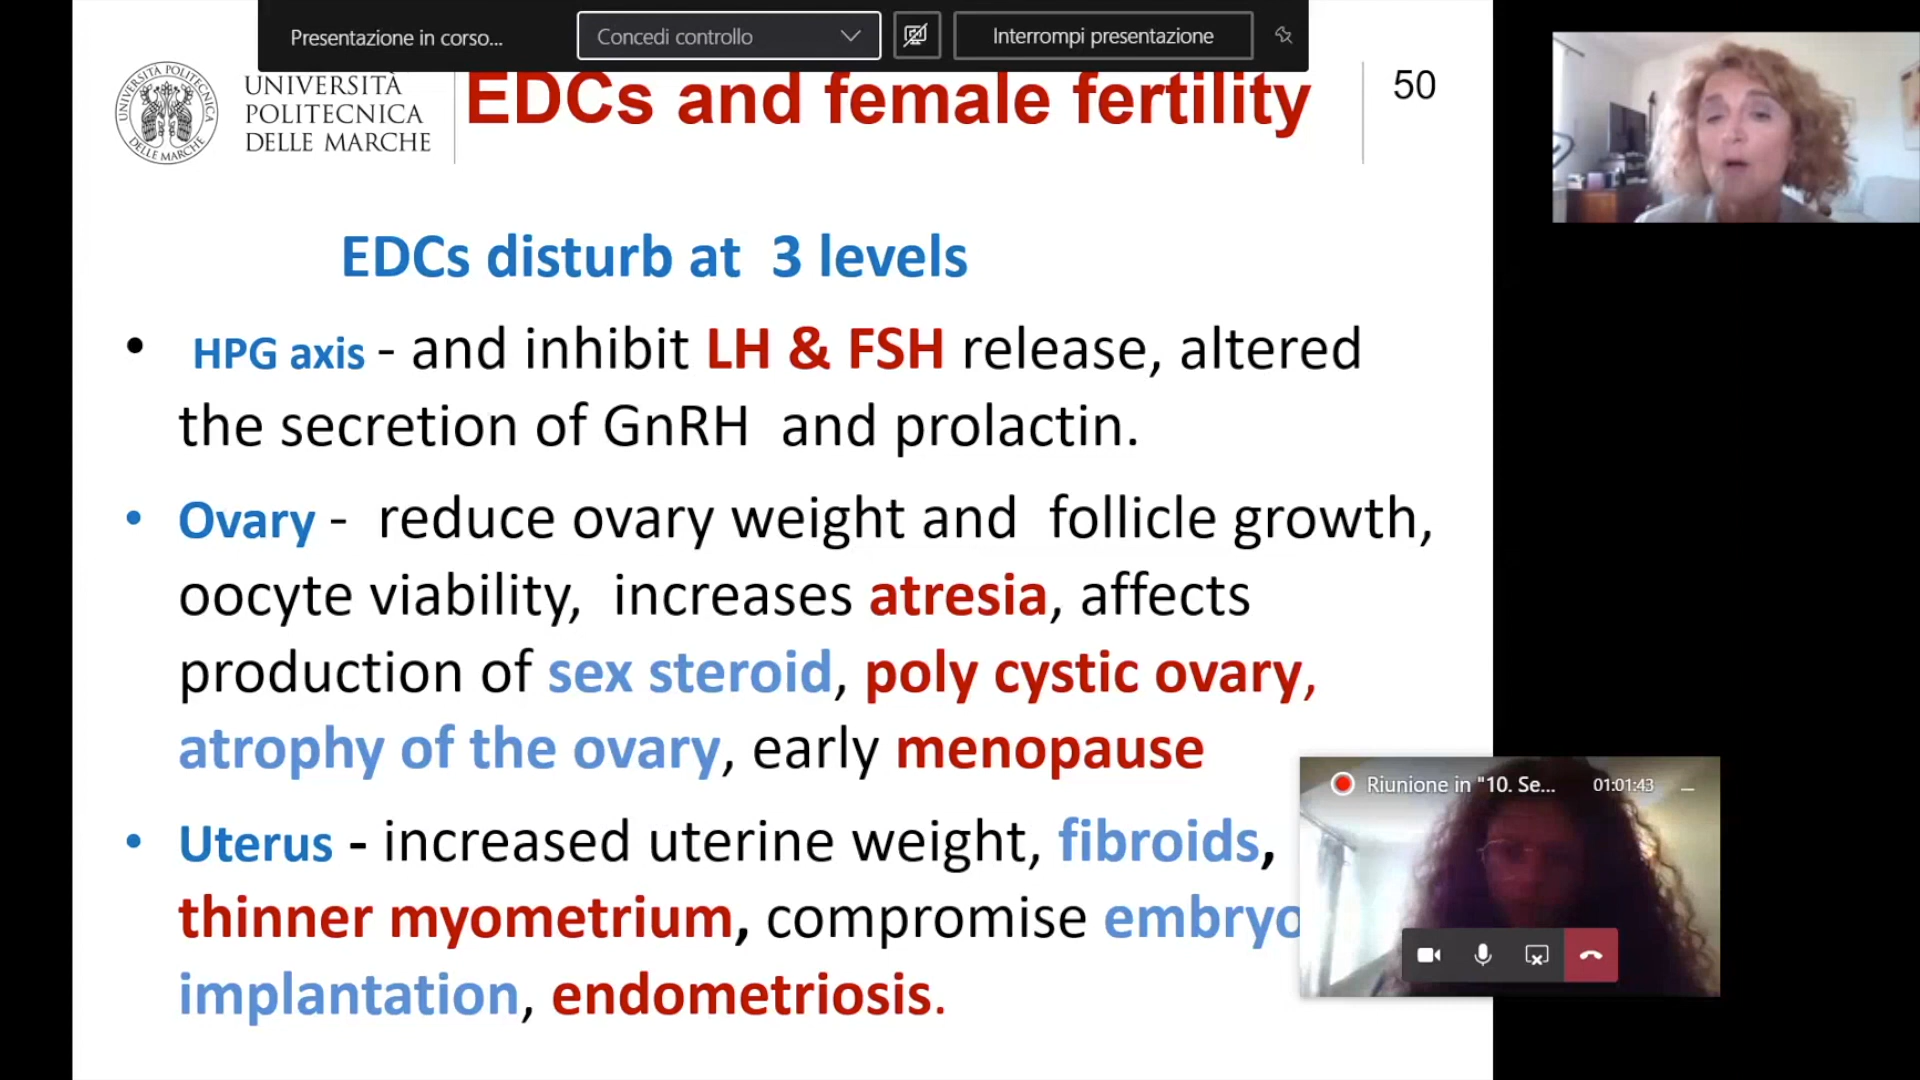 Presentazione in corso...
Concedi controllo
Interrompi presentazione
UNIVERSITÀ POLITECNICA
DELLE MARCHE
UNIVERSITÀ
POLITECNICA
DELLE MARCHE
EDCs and female fertility
50
EDCs disturb at 3 levels
• HPG axis - and inhibit LH & FSH release, altered
the secretion of GnRH and prolactin.
• Ovary - reduce ovary weight and follicle growth,
oocyte viability, increases atresia, affects
production of sex steroid, poly cystic ovary,
atrophy of the ovary, early menopause
• Uterus - increased uterine weight, fibroids,
thinner myometrium, compromise embryo
implantation, endometriosis.
Riunione in "10. Se...
01:01:43